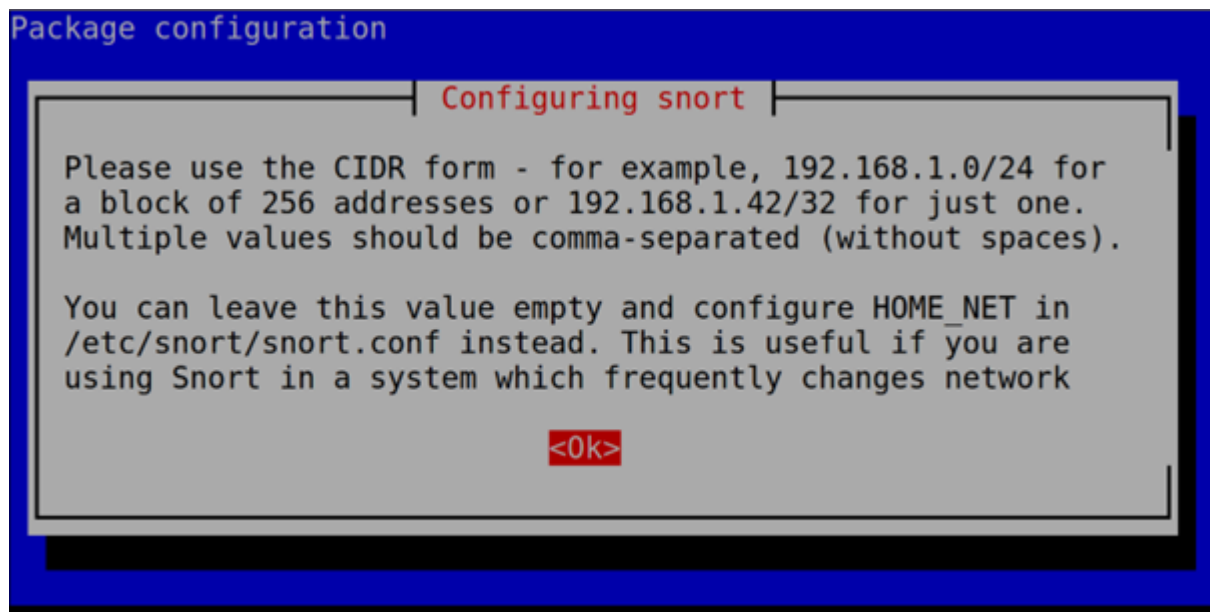 Package configuration
Configuring snort
Please use the CIDR form - for example, 192.168.1.0/24 for
a block of 256 addresses or 192.168.1.42/32 for just one.
Multiple values should be comma-separated (without spaces).
You can leave this value empty and configure HOME_NET in
/etc/snort/snort.conf instead. This is useful if you are
using Snort in a system which frequently changes network
<Ok>